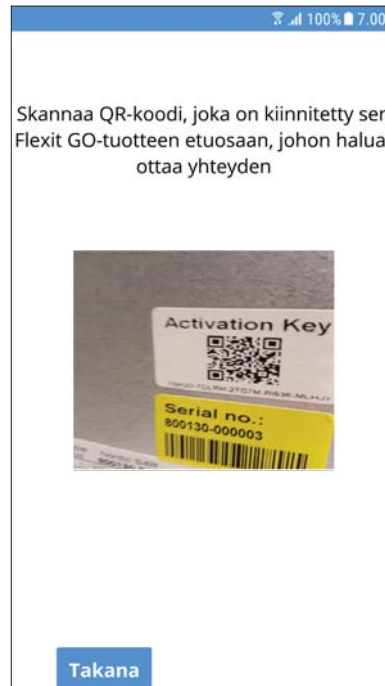 100% 7.00
Skannaa QR-koodi, joka on kiinnitetty sen
Flexit GO-tuotteen etuosaan, johon halua
ottaa yhteyden
Activation Key
Serial no.:
800130-000003
Takana